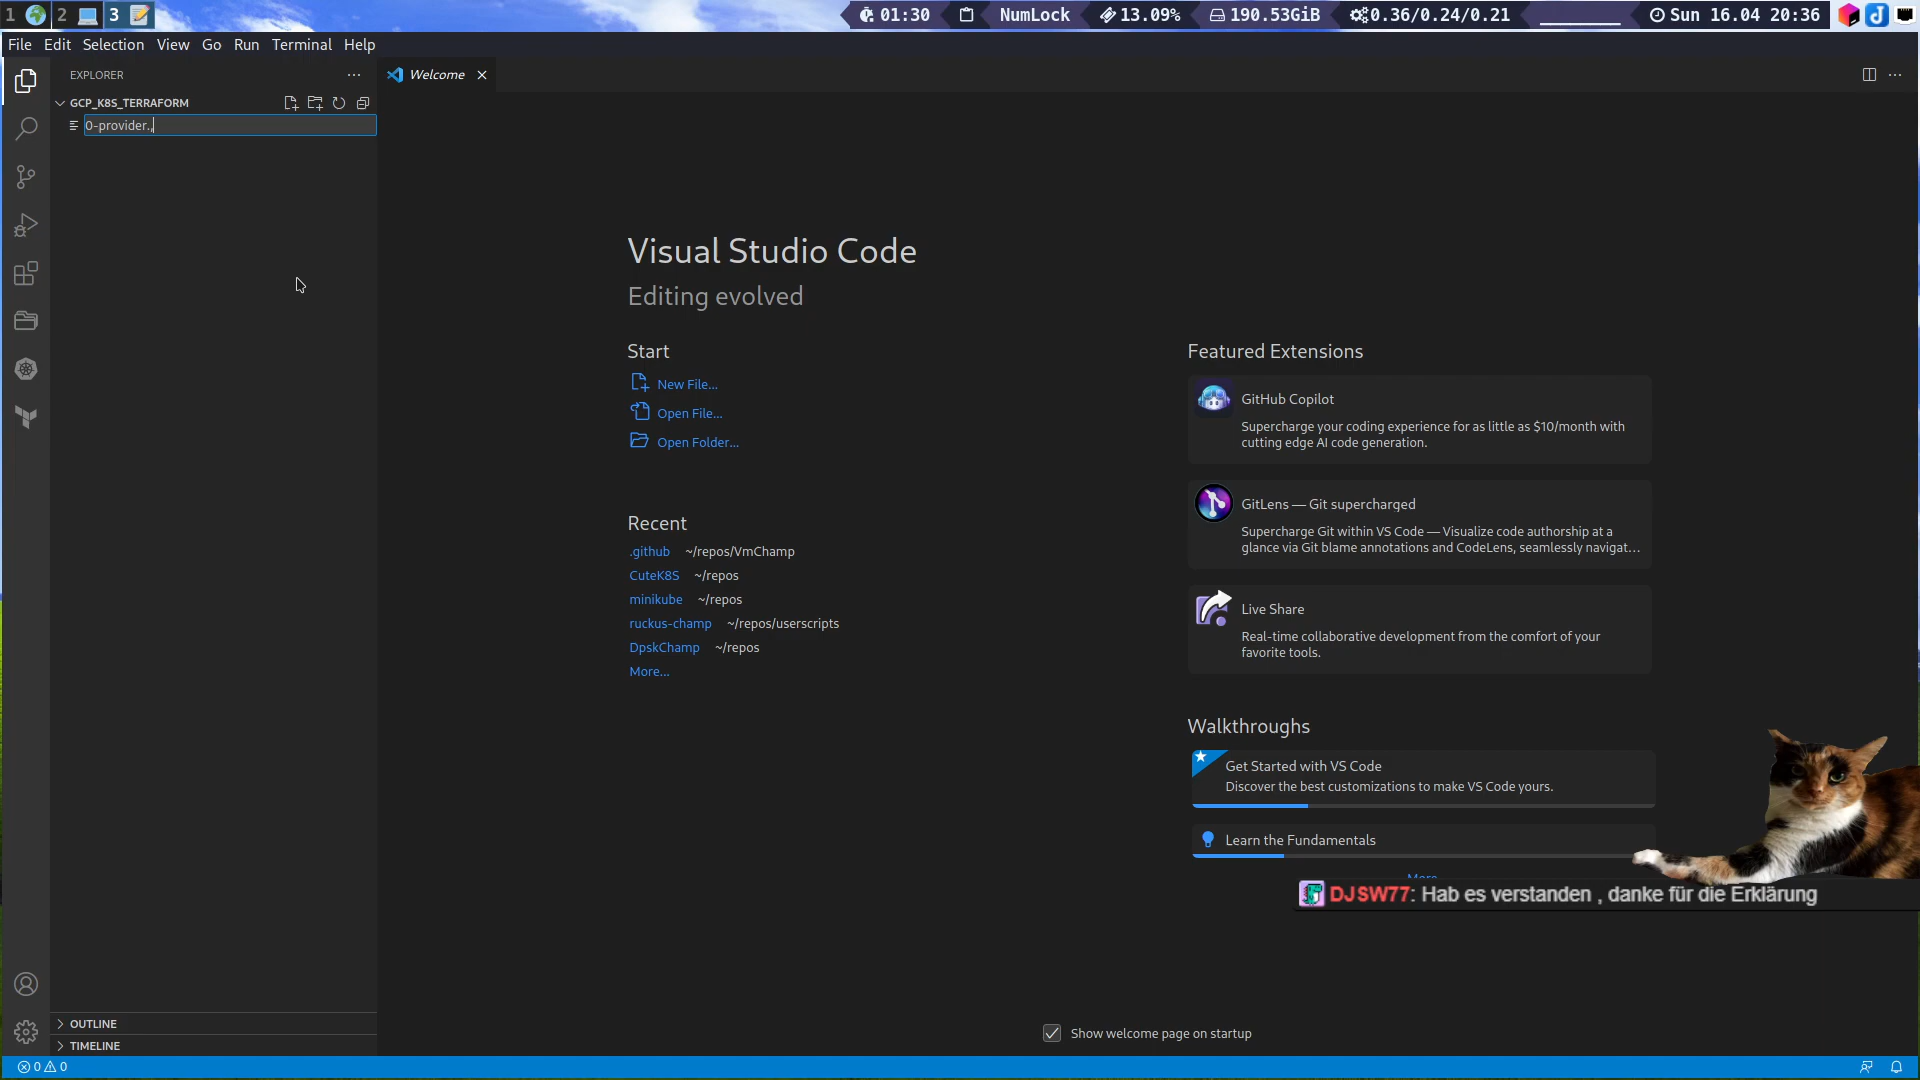 1 2 3 01:30 NumLock 13.09% 190.53GiB 0.36/0.24/0.21 Sun 16.04 20:36
File Edit Selection View Go Run Terminal Help
EXPLORER
Welcome
GCP_K8S_TERRAFORM
0-provider.,
Visual Studio Code
Editing evolved
Start
New File...
Open File...
Open Folder...
Recent
.github ~/repos/VmChamp
CuteK8S ~/repos
minikube ~/repos
ruckus-champ ~/repos/userscripts
DpskChamp ~/repos
More...
Featured Extensions
GitHub Copilot
Supercharge your coding experience for as little as $10/month with
cutting edge AI code generation.
GitLens — Git supercharged
Supercharge Git within VS Code — Visualize code authorship at a
glance via Git blame annotations and CodeLens, seamlessly navigat...
Live Share
Real-time collaborative development from the comfort of your
favorite tools.
Walkthroughs
Get Started with VS Code
Discover the best customizations to make VS Code yours.
Learn the Fundamentals
More...
DJSW77: Hab es verstanden , danke für die Erklärung
OUTLINE
TIMELINE
Show welcome page on startup
0 0